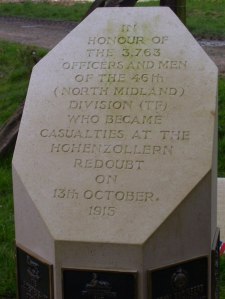 IN
HONOUR OF
THE 3,763
OFFICERS AND MEN
OF THE 46TH
(NORTH MIDLAND)
DIVISION (TF)
WHO BECAME
CASUALTIES AT THE
HOHENZOLLERN
REDOUBT
ON
13TH OCTOBER.
1915